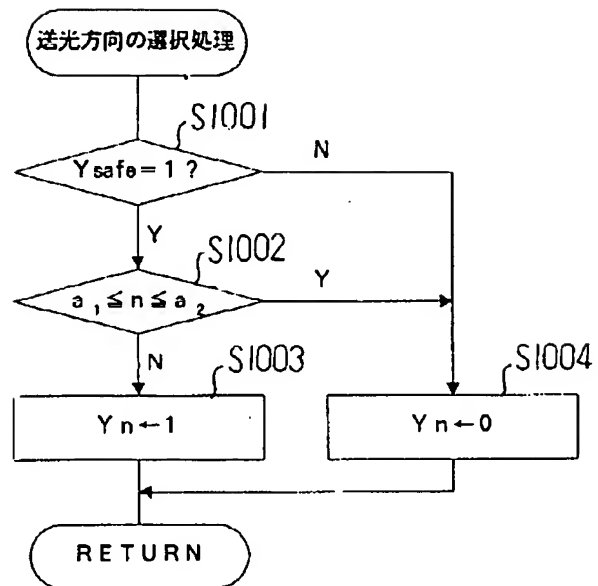 送光方向の選択処理
S1001
Ysafe=1?
N
Y
S1002
a₁≦n≦a₂
Y
N
S1003
Yn←1
S1004
Yn←0
RETURN